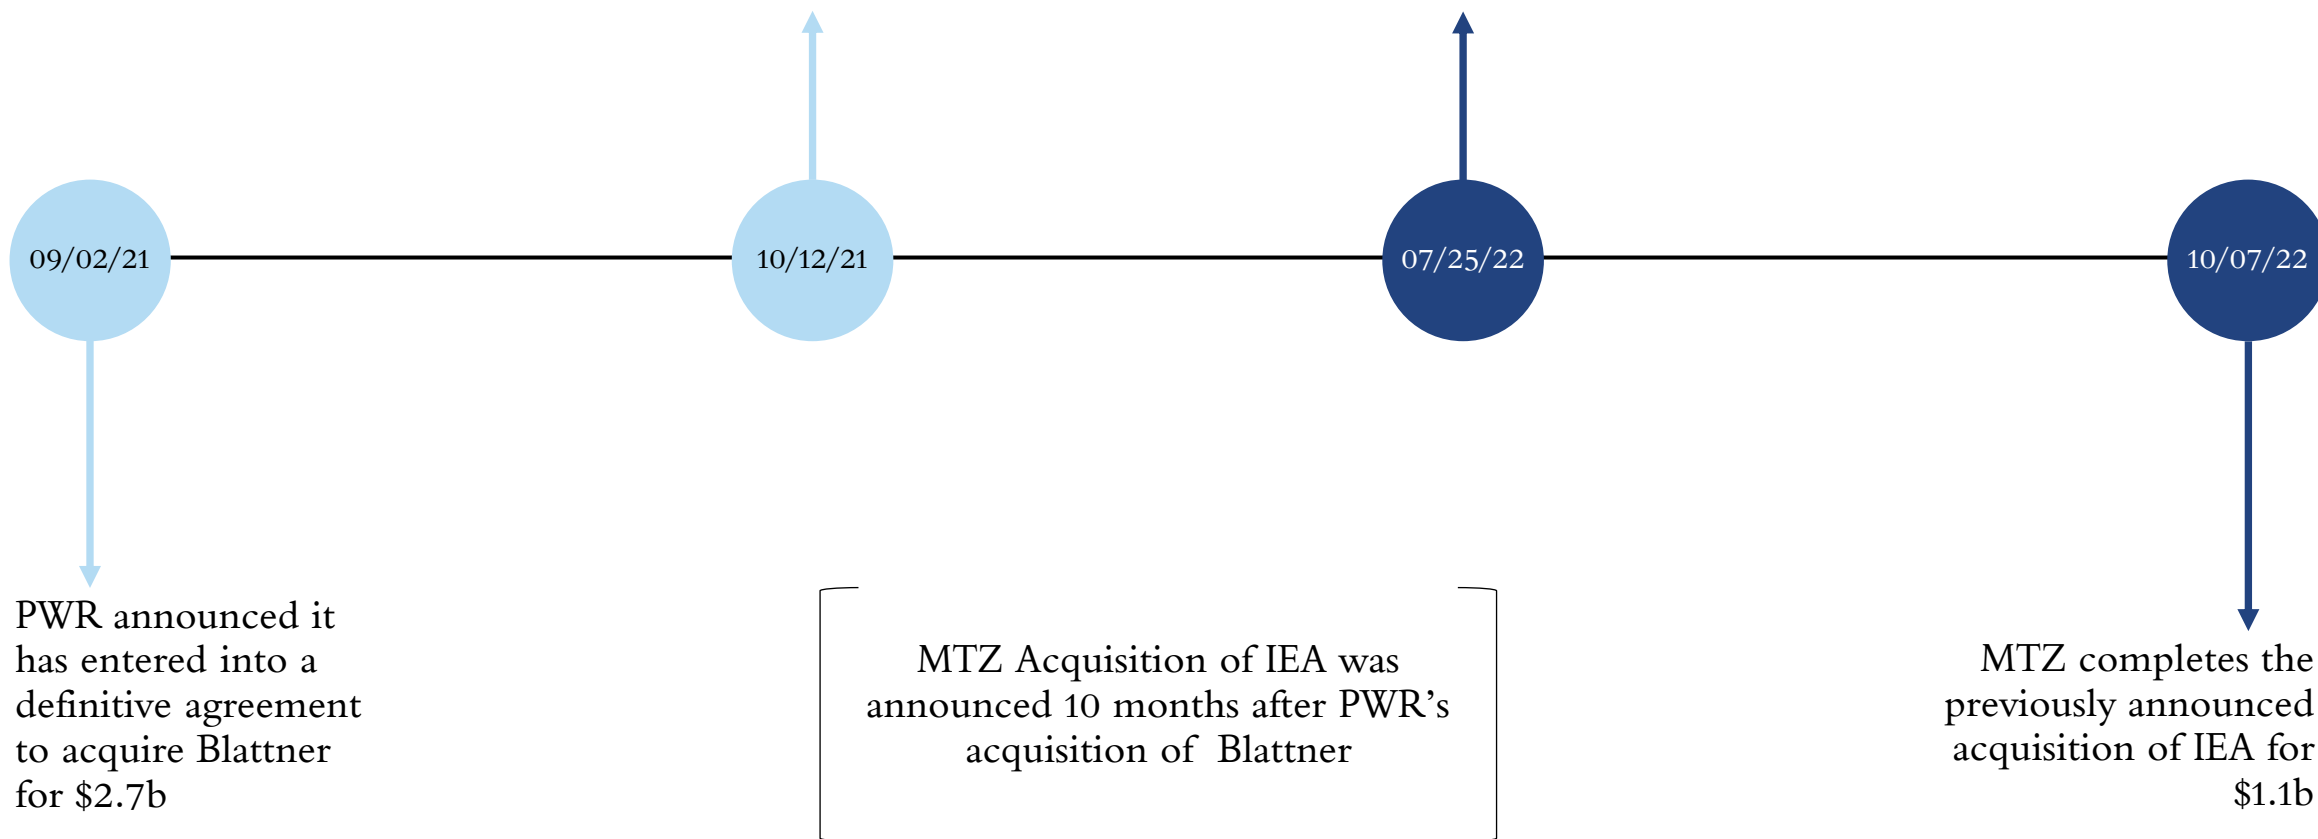 09/02/21
10/12/21
07/25/22
10/07/22
PWR announced it
has entered into a
definitive agreement
to acquire Blattner
for $2.7b
MTZ Acquisition of IEA was
announced 10 months after PWR’s
acquisition of Blattner
MTZ completes the
previously announced
acquisition of IEA for
$1.1b